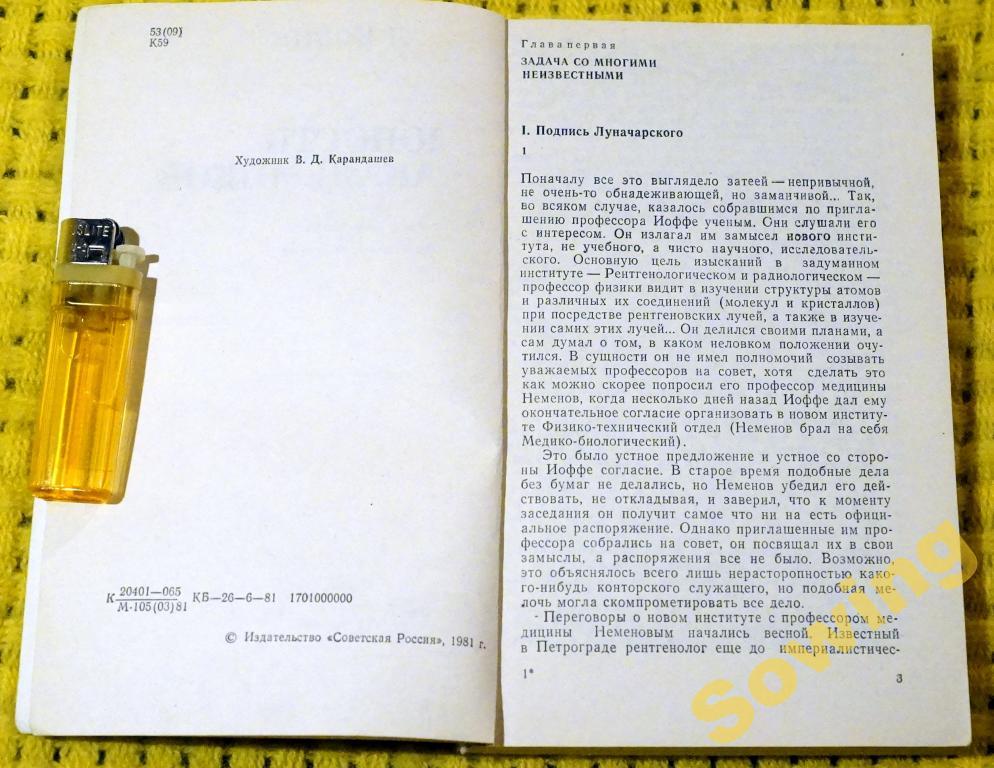 53(09)
К59
Художник В. Д. Карандашев
К 20401—065
М-105(03)81 КБ—26—6—81 1701000000
© Издательство «Советская Россия», 1981 г.
Глава первая
ЗАДАЧА СО МНОГИМИ
НЕИЗВЕСТНЫМИ
I. Подпись Луначарского
1
Поначалу все это выглядело затеей — непривычной,
не очень-то обнадеживающей, но заманчивой... Так,
во всяком случае, казалось собравшимся по пригла-
шению профессора Иоффе ученым. Они слушали его
с интересом. Он излагал им замысел нового инсти-
тута, не учебного, а чисто научного, исследователь-
ского. Основную цель изысканий в задуманном
институте — Рентгенологическом и радиологическом —
профессор физики видит в изучении структуры атомов
и различных их соединений (молекул и кристаллов)
при посредстве рентгеновских лучей, а также в изуче-
нии самих этих лучей... Он делился своими планами, а
сам думал о том, в каком неловком положении очу-
тился. В сущности он не имел полномочий созывать
уважаемых профессоров на совет, хотя сделать это
как можно скорее попросил его профессор медицины
Неменов, когда несколько дней назад Иоффе дал ему
окончательное согласие организовать в новом институ-
те Физико-технический отдел (Неменов брал на себя
Медико-биологический).
Это было устное предложение и устное со сторо-
ны Иоффе согласие. В старое время подобные дела
без бумаг не делались, но Неменов убедил его дей-
ствовать, не откладывая, и заверил, что к моменту
заседания он получит самое что ни на есть офици-
альное распоряжение. Однако приглашенные им про-
фессора собрались на совет, он посвящал их в свои
замыслы, а распоряжения все не было. Возможно,
это объяснялось всего лишь нерасторопностью како-
го-нибудь конторского служащего, но подобная ме-
лочь могла скомпрометировать все дело.
Переговоры о новом институте с профессором ме-
дицины Неменовым начались весной. Известный
в Петрограде рентгенолог еще до империалистичес-
1*
3
Sowing